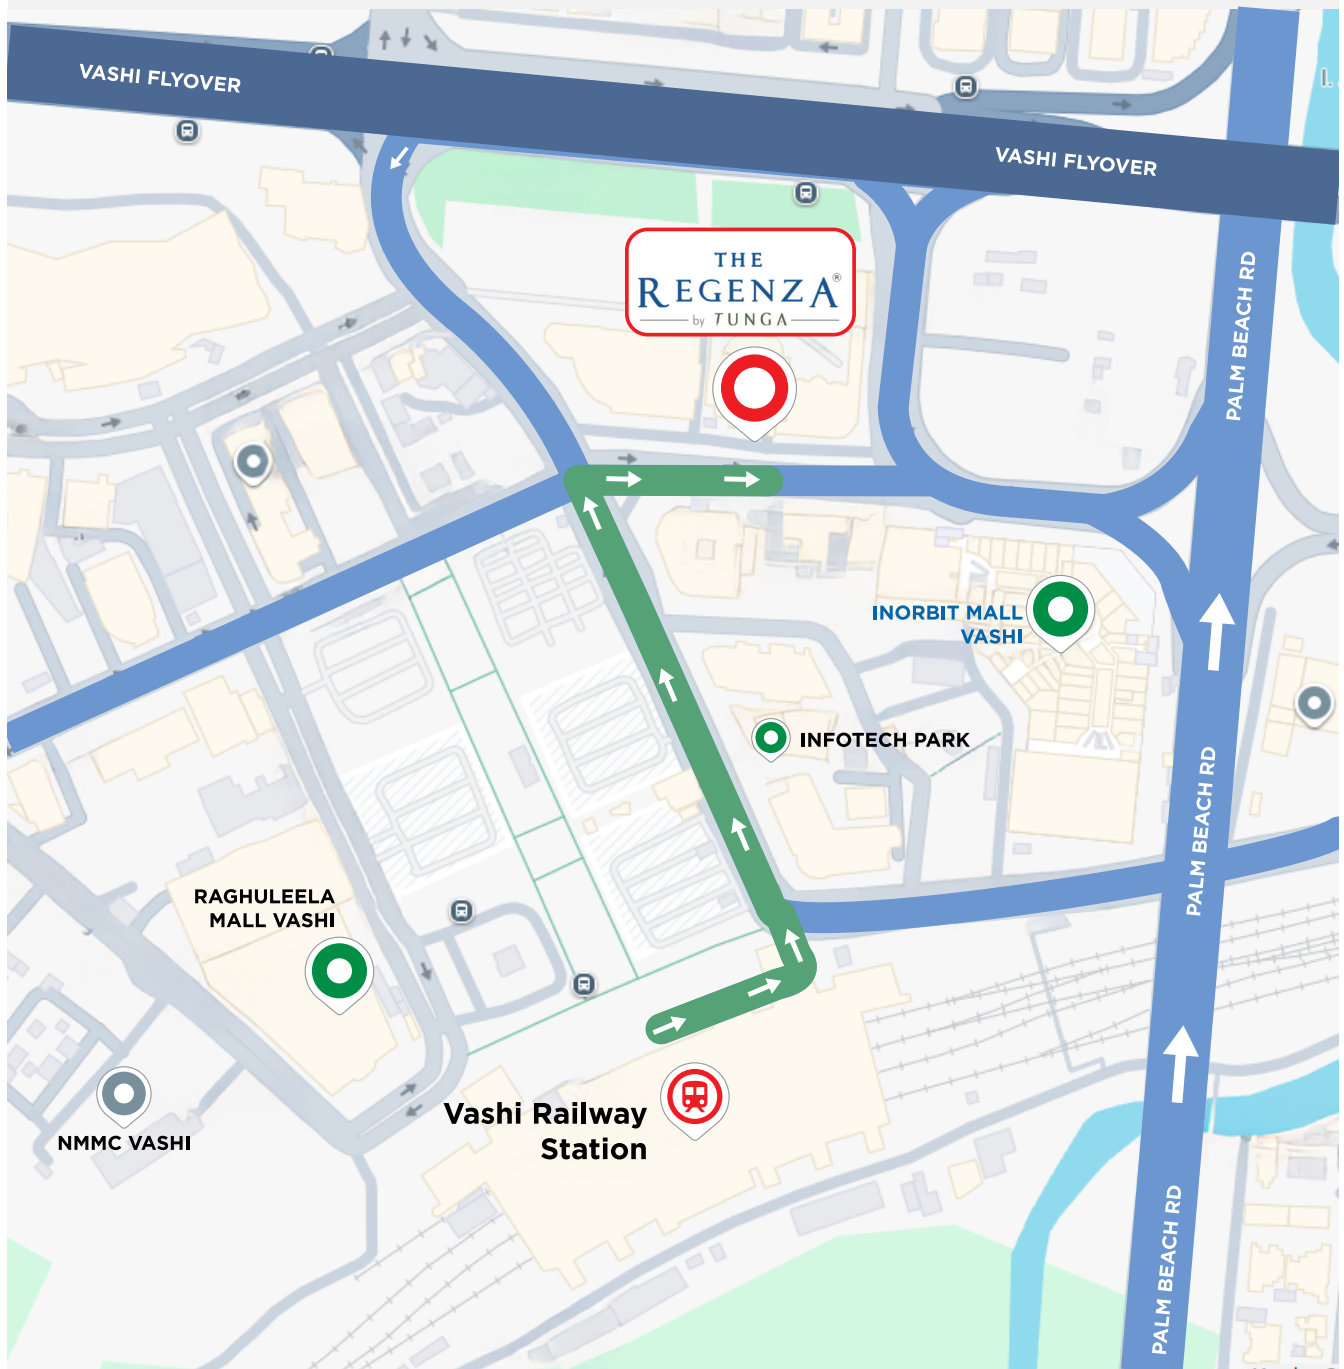 VASHI FLYOVER
VASHI FLYOVER
THE
REGENZA®
by TUNGA
PALM BEACH RD
INORBIT MALL
VASHI
INFOTECH PARK
PALM BEACH RD
RAGHULEELA
MALL VASHI
Vashi Railway
Station
NMMC VASHI
PALM BEACH RD